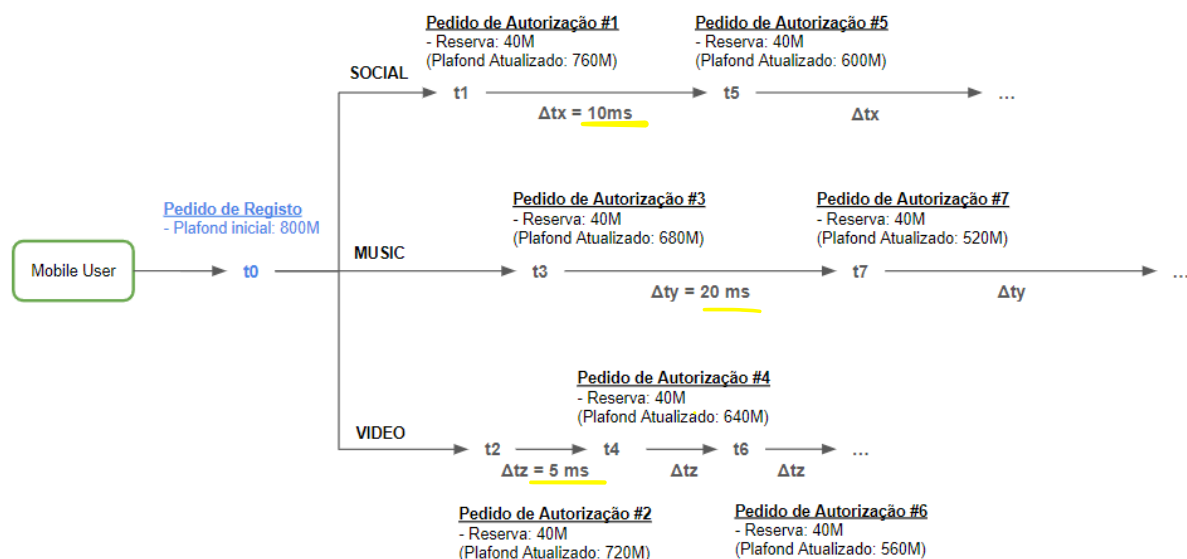 Pedido de Autorização #1
- Reserva: 40M
(Plafond Atualizado: 760M)
Pedido de Autorização #5
- Reserva: 40M
(Plafond Atualizado: 600M)
SOCIAL
t1
t5
...
Δtx = 10ms
Δtx
Pedido de Registo
- Plafond inicial: 800M
Pedido de Autorização #3
- Reserva: 40M
(Plafond Atualizado: 680M)
Pedido de Autorização #7
- Reserva: 40M
(Plafond Atualizado: 520M)
MUSIC
Mobile User
t0
t3
t7
...
Δty = 20 ms
Δty
Pedido de Autorização #4
- Reserva: 40M
(Plafond Atualizado: 640M)
VIDEO
t2
t4
t6
...
Δtz = 5 ms
Δtz
Δtz
Pedido de Autorização #2
- Reserva: 40M
(Plafond Atualizado: 720M)
Pedido de Autorização #6
- Reserva: 40M
(Plafond Atualizado: 560M)